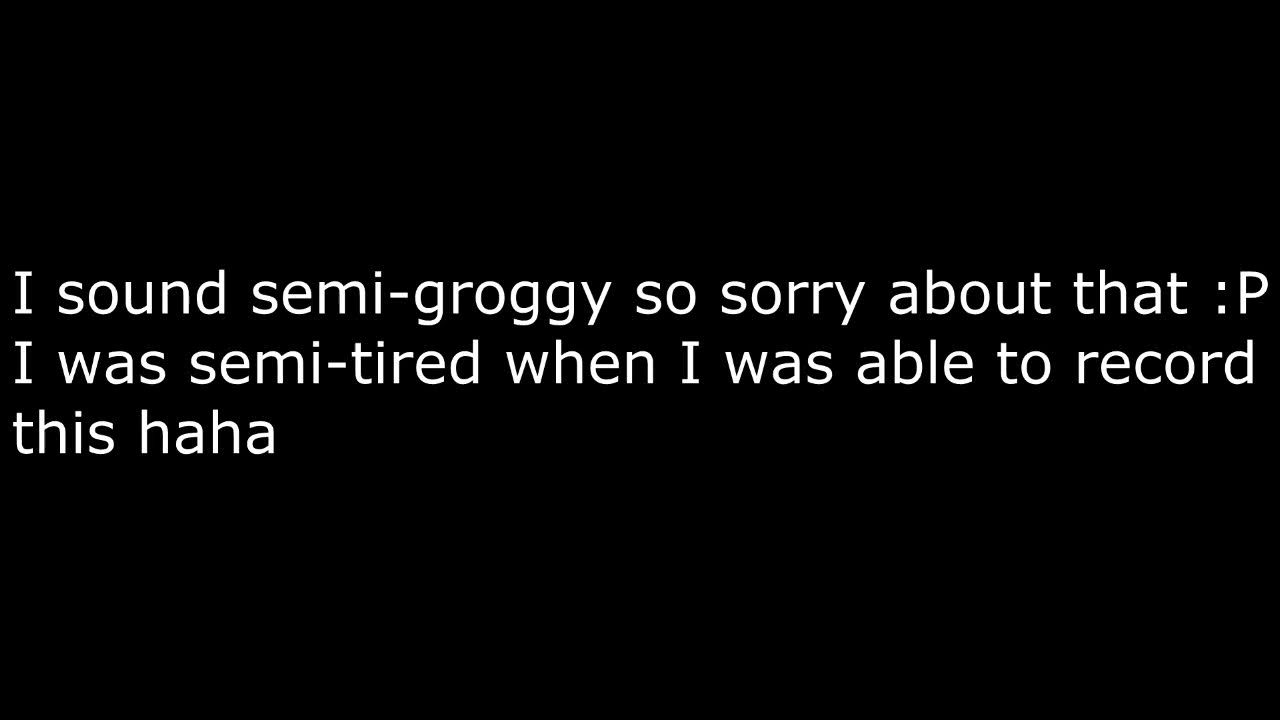 I sound semi-groggy so sorry about that :P
I was semi-tired when I was able to record
this haha